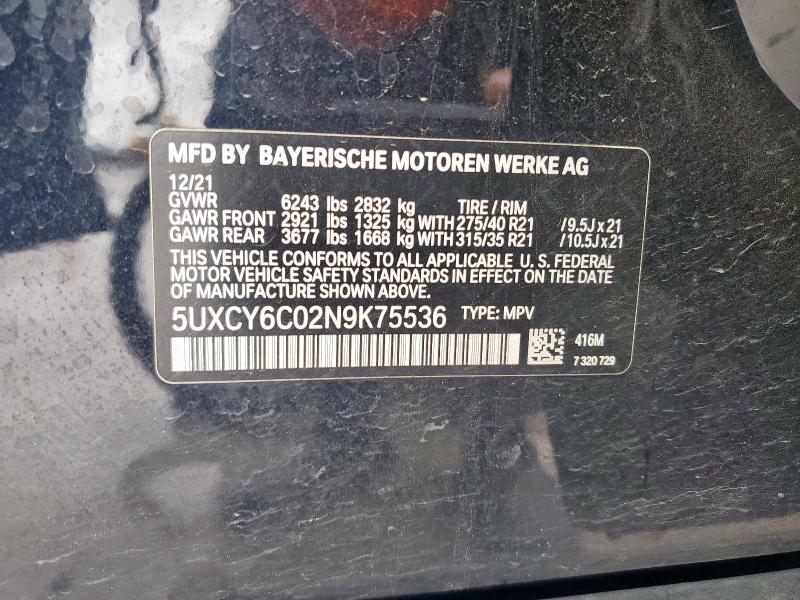 MFD BY BAYERISCHE MOTOREN WERKE AG
12/21
GVWR 6243 lbs 2832 kg TIRE / RIM
GAWR FRONT 2921 lbs 1325 kg WITH 275/40 R21 /9.5J x 21
GAWR REAR 3677 lbs 1668 kg WITH 315/35 R21 /10.5J x 21
THIS VEHICLE CONFORMS TO ALL APPLICABLE U. S. FEDERAL
MOTOR VEHICLE SAFETY STANDARDS IN EFFECT ON THE DATE
OF MANUFACTURE SHOWN ABOVE.
5UXCY6C02N9K75536 TYPE: MPV
416M
7 320 729